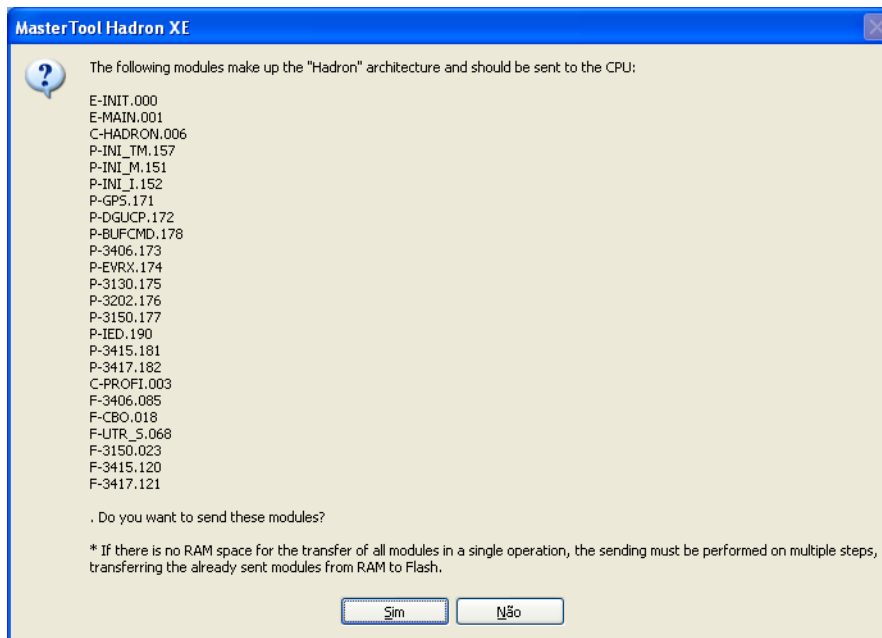 MasterTool Hadron XE
The following modules make up the "Hadron" architecture and should be sent to the CPU:
E-INIT.000
E-MAIN.001
C-HADRON.006
P-INI_TM.157
P-INI_M.151
P-INI_I.152
P-GPS.171
P-DGUCP.172
P-BUFCMD.178
P-3406.173
P-EVRX.174
P-3130.175
P-3202.176
P-3150.177
P-IED.190
P-3415.181
P-3417.182
C-PROFI.003
F-3406.085
F-CBO.018
F-UTR_S.068
F-3150.023
F-3415.120
F-3417.121
. Do you want to send these modules?
* If there is no RAM space for the transfer of all modules in a single operation, the sending must be performed on multiple steps,
transferring the already sent modules from RAM to Flash.
Sim
Não